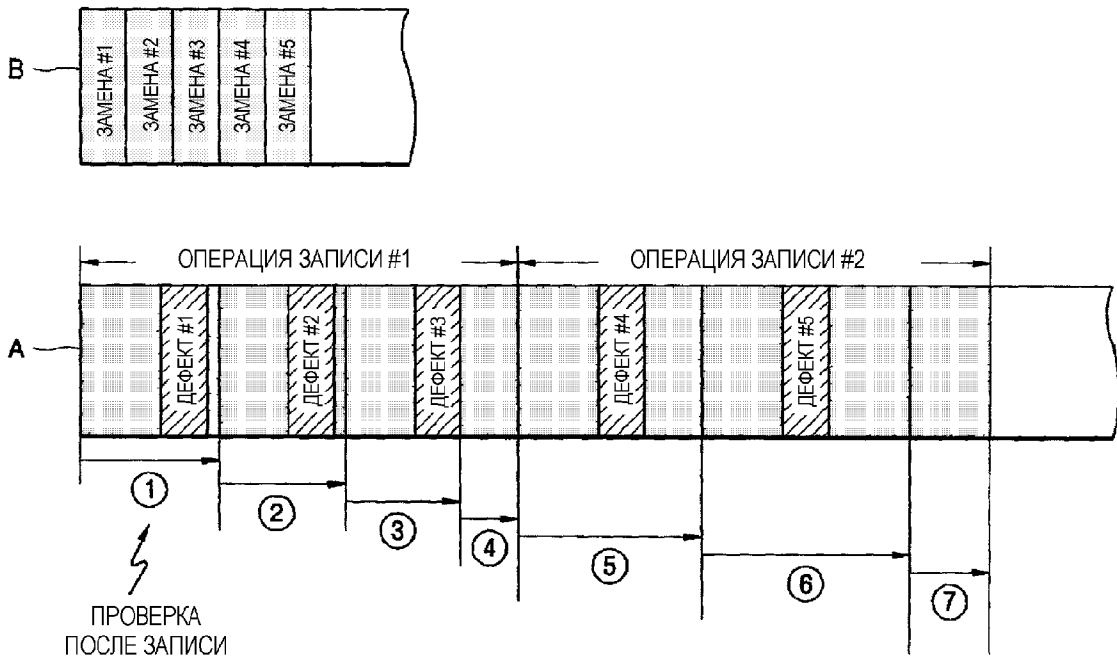 B
ЗАМЕНА #1
ЗАМЕНА #2
ЗАМЕНА #3
ЗАМЕНА #4
ЗАМЕНА #5
ОПЕРАЦИЯ ЗАПИСИ #1
ОПЕРАЦИЯ ЗАПИСИ #2
A
ДЕФЕКТ #1
ДЕФЕКТ #2
ДЕФЕКТ #3
ДЕФЕКТ #4
ДЕФЕКТ #5
①
②
③
④
⑤
⑥
⑦
ПРОВЕРКА
ПОСЛЕ ЗАПИСИ